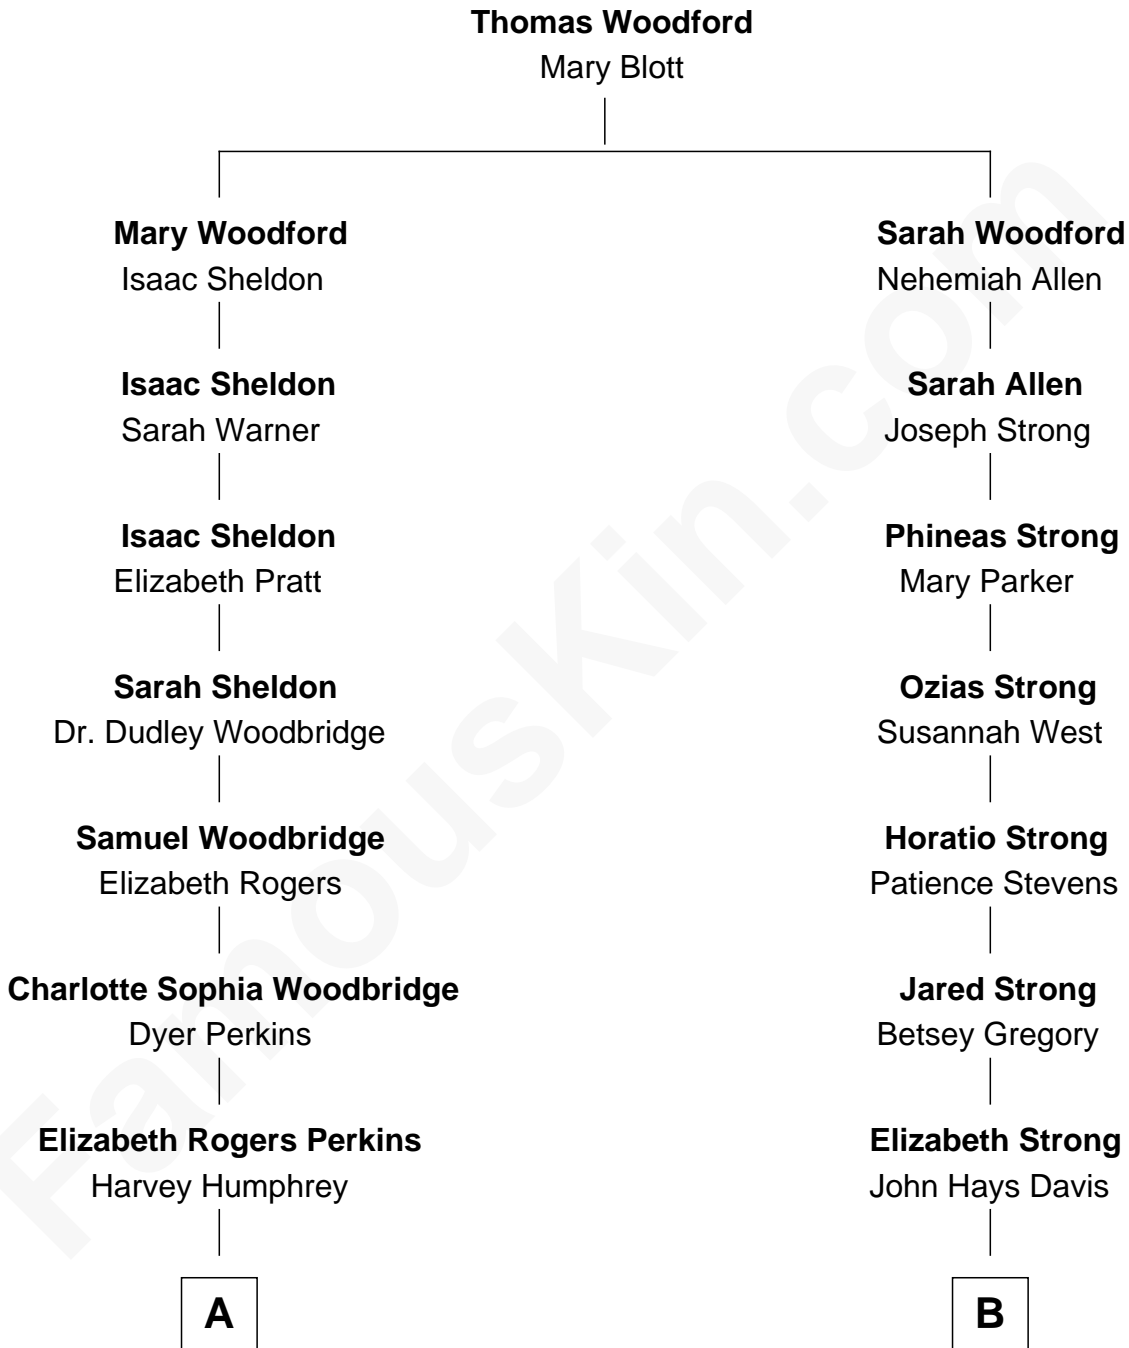 Thomas Woodford
Mary Blott
Mary Woodford
Isaac Sheldon
Sarah Woodford
Nehemiah Allen
Isaac Sheldon
Sarah Warner
Sarah Allen
Joseph Strong
Isaac Sheldon
Elizabeth Pratt
Phineas Strong
Mary Parker
Sarah Sheldon
Dr. Dudley Woodbridge
Ozias Strong
Susannah West
Samuel Woodbridge
Elizabeth Rogers
Horatio Strong
Patience Stevens
Charlotte Sophia Woodbridge
Dyer Perkins
Jared Strong
Betsey Gregory
Elizabeth Rogers Perkins
Harvey Humphrey
Elizabeth Strong
John Hays Davis
A
B
FamousKin.com